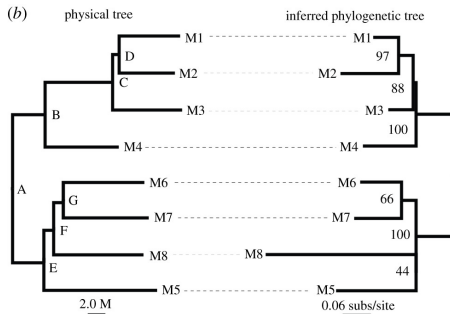 (b) physical tree inferred phylogenetic tree
M1 M1
D 97
M2 M2
C 88
M3 M3
B 100
M4 M4
A
M6 M6
G 66
M7 M7
F 100
M8 M8
E 44
M5 M5
2.0 M 0.06 subs/site